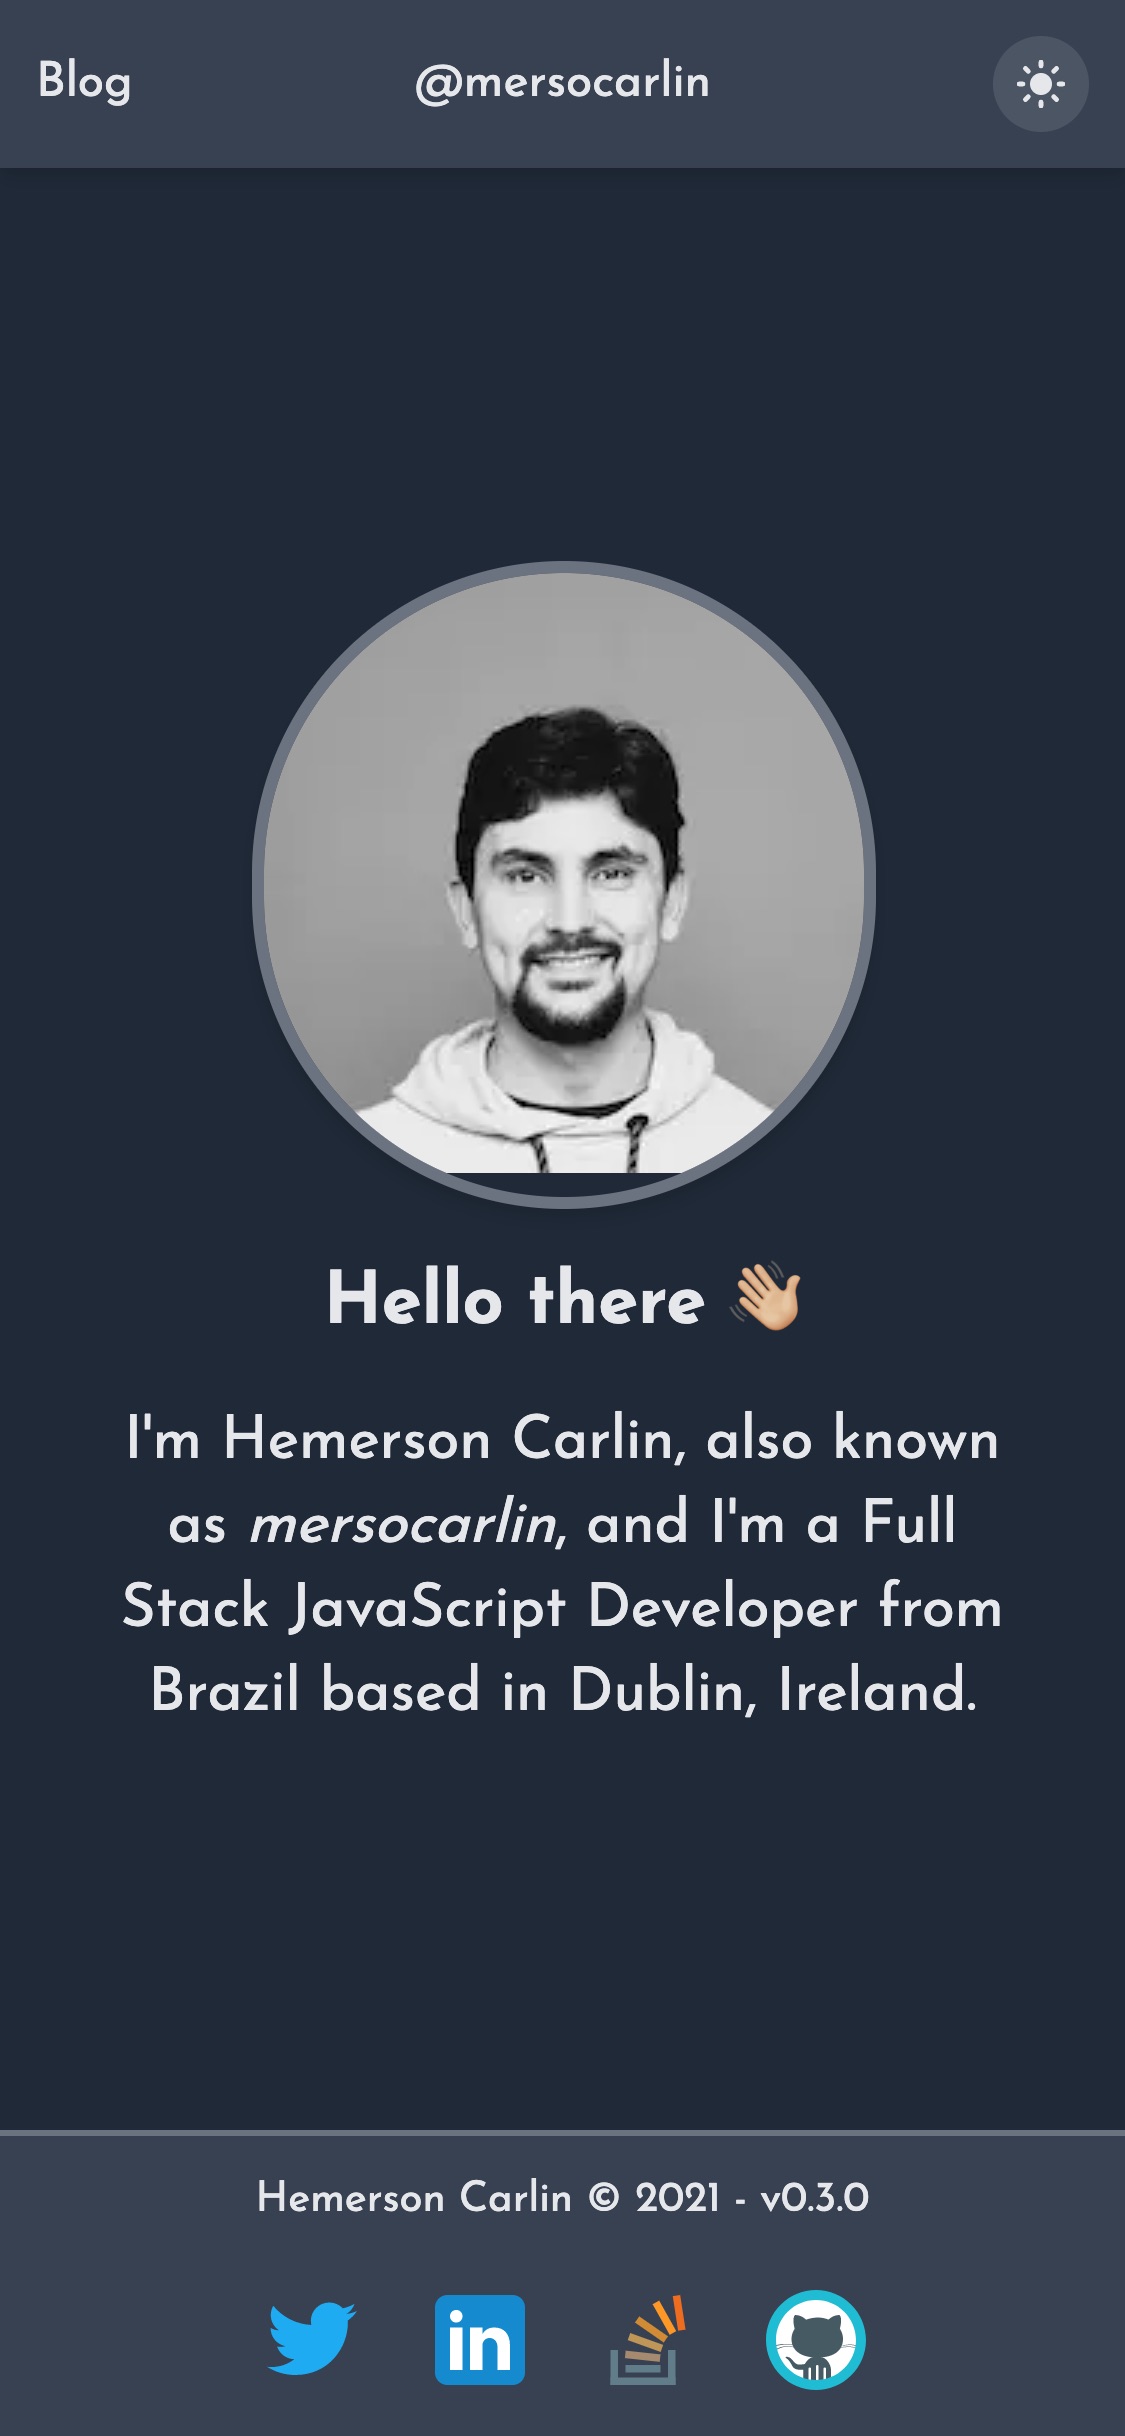 Blog
@mersocarlin
Hello there 👋🏼
I'm Hemerson Carlin, also known
as mersocarlin, and I'm a Full
Stack JavaScript Developer from
Brazil based in Dublin, Ireland.
Hemerson Carlin © 2021 - v0.3.0
in